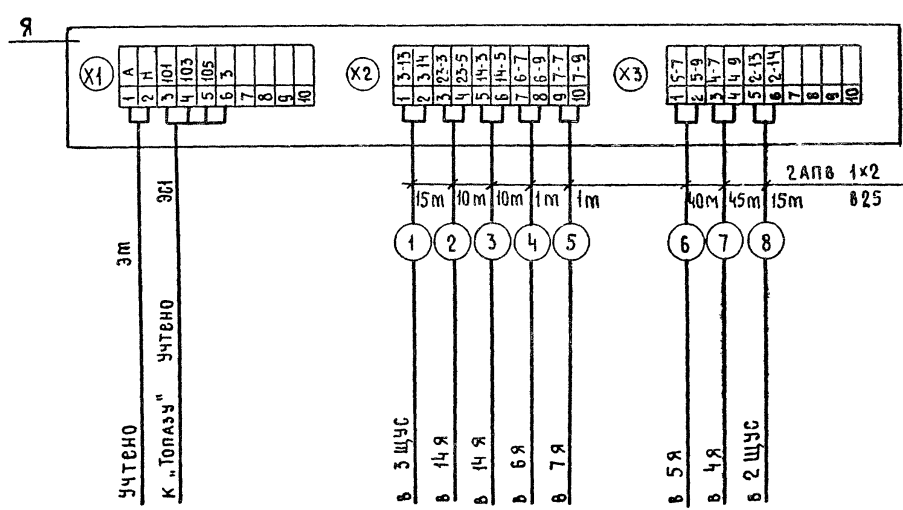 Я
X1
А
Н
101
103
105
3
1 2 3 4 5 6 7 8 9 10
X2
3-13
3-14
23-3
23-5
14-3
14-5
6-7
6-9
7-7
7-9
1 2 3 4 5 6 7 8 9 10
X3
5-7
5-9
4-7
4-9
2-13
2-14
1 2 3 4 5 6 7 8 9 10
2АПВ 1×2
В25
15m 10m 10m 1m 1m 40м 45м 15m
1 2 3 4 5 6 7 8
эт
ЭС1
учтено
учтено
к „Топазу"
в 3 ЩУС
в 14Я
в 14Я
в 6Я
в 7Я
в 5Я
в 4Я
в 2 ЩУС